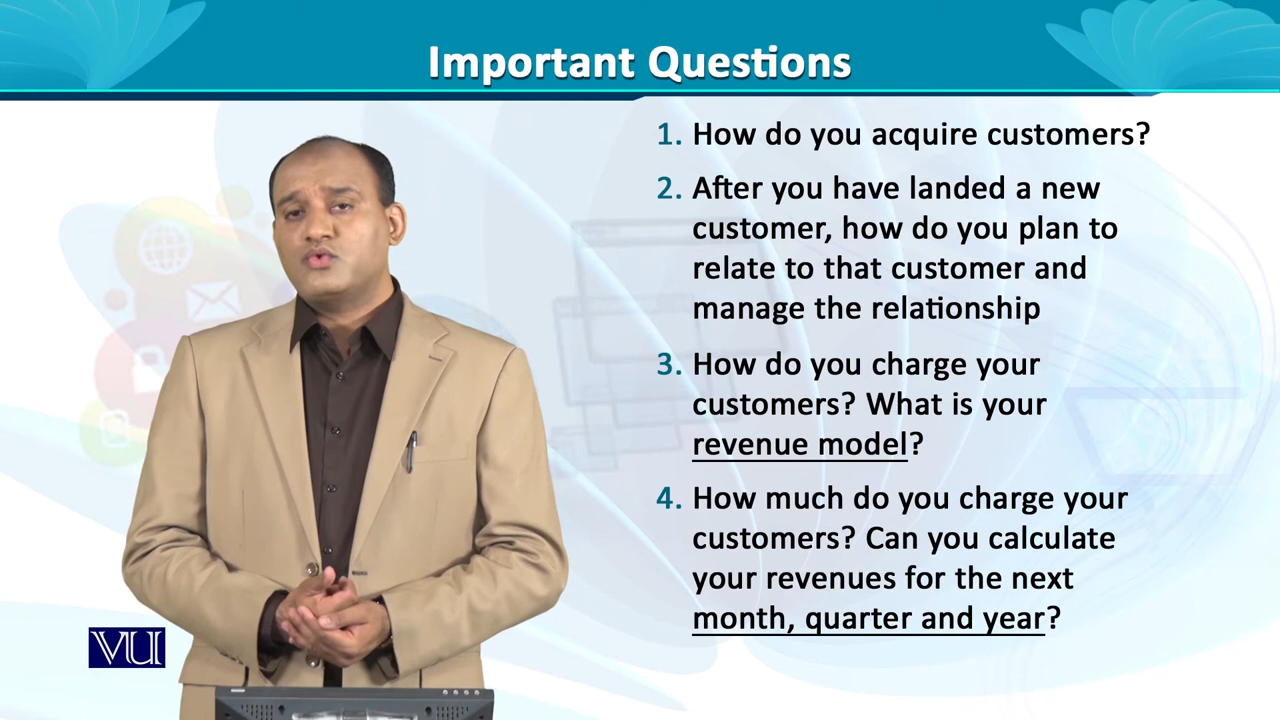 Important Questions
1. How do you acquire customers?
2. After you have landed a new
customer, how do you plan to
relate to that customer and
manage the relationship
3. How do you charge your
customers? What is your
revenue model?
4. How much do you charge your
customers? Can you calculate
your revenues for the next
month, quarter and year?
VU